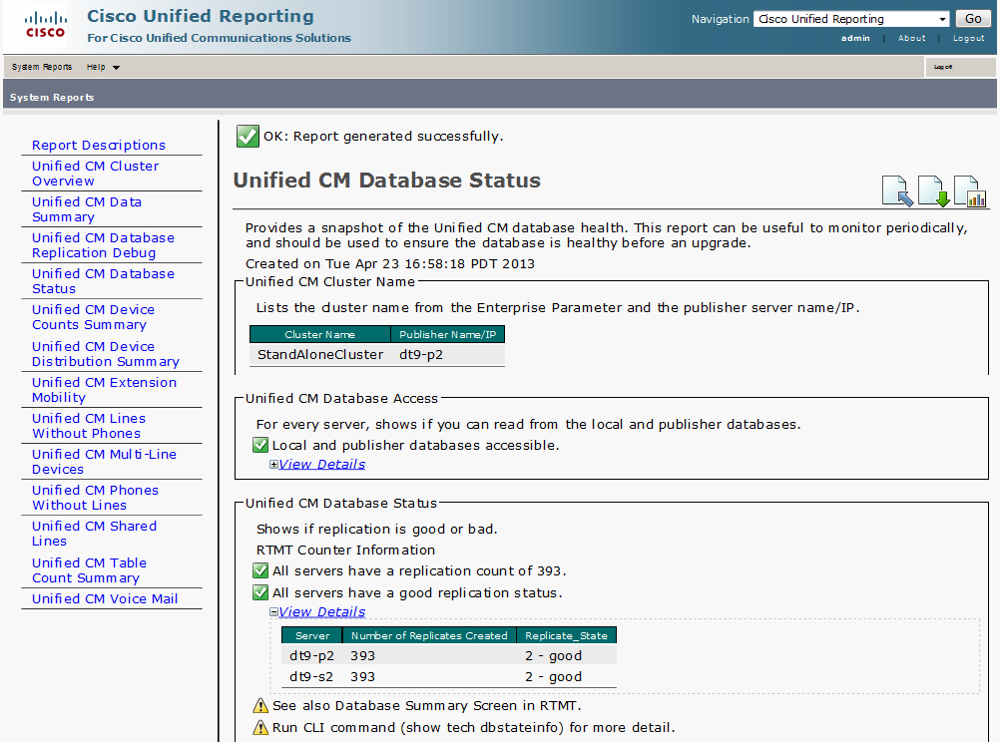 CISCO
Cisco Unified Reporting
For Cisco Unified Communications Solutions
Navigation Cisco Unified Reporting Go
admin | About | Logout
System Reports Help
Log off
System Reports
Report Descriptions
Unified CM Cluster
Overview
Unified CM Data
Summary
Unified CM Database
Replication Debug
Unified CM Database
Status
Unified CM Device
Counts Summary
Unified CM Device
Distribution Summary
Unified CM Extension
Mobility
Unified CM Lines
Without Phones
Unified CM Multi-Line
Devices
Unified CM Phones
Without Lines
Unified CM Shared
Lines
Unified CM Table
Count Summary
Unified CM Voice Mail
OK: Report generated successfully.
Unified CM Database Status
Provides a snapshot of the Unified CM database health. This report can be useful to monitor periodically,
and should be used to ensure the database is healthy before an upgrade.
Created on Tue Apr 23 16:58:18 PDT 2013
Unified CM Cluster Name
Lists the cluster name from the Enterprise Parameter and the publisher server name/IP.
Cluster Name Publisher Name/IP
StandAloneCluster dt9-p2
Unified CM Database Access
For every server, shows if you can read from the local and publisher databases.
Local and publisher databases accessible.
View Details
Unified CM Database Status
Shows if replication is good or bad.
RTMT Counter Information
All servers have a replication count of 393.
All servers have a good replication status.
View Details
Server Number of Replicates Created Replicate_State
dt9-p2 393 2 - good
dt9-s2 393 2 - good
See also Database Summary Screen in RTMT.
Run CLI command (show tech dbstateinfo) for more detail.